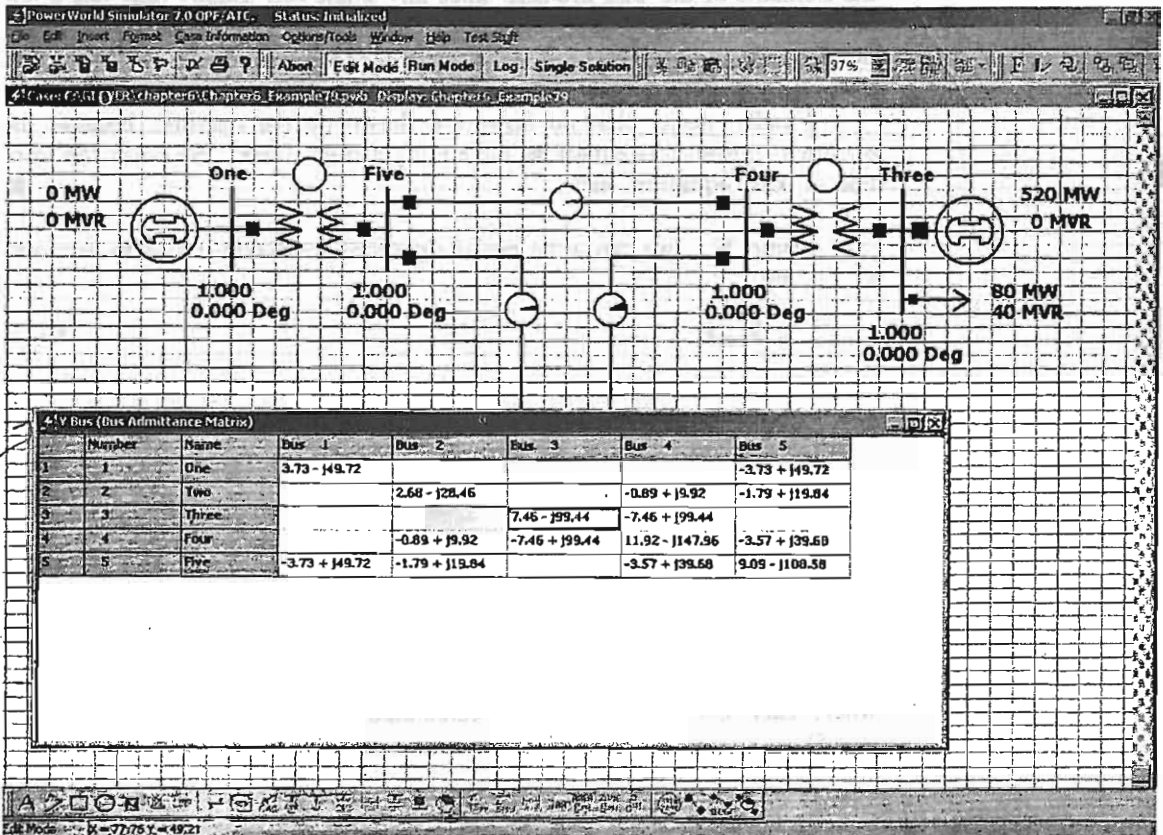 PowerWorld Simulator 7.0 OPF/ATC. Status: Initialized
File Edit Insert Format Case Information Options/Tools Window Help Test Stuff
Abort Edit Mode Run Mode Log Single Solution 97%
Display: Chapter6_Example79
One
Five
Four
Three
0 MW
0 MVR
520 MW
0 MVR
1.000
0.000 Deg
1.000
0.000 Deg
1.000
0.000 Deg
80 MW
40 MVR
1.000
0.000 Deg
Y Bus (Bus Admittance Matrix)
Number Name Bus 1 Bus 2 Bus 3 Bus 4 Bus 5
1 1 One 3.73 - j49.72 -3.73 + j49.72
2 2 Two 2.68 - j28.46 -0.89 + j9.92 -1.79 + j19.84
3 3 Three 7.46 - j99.44 -7.46 + j99.44
4 4 Four -0.89 + j9.92 -7.46 + j99.44 11.92 - j147.96 -3.57 + j39.68
5 5 Five -3.73 + j49.72 -1.79 + j19.84 -3.57 + j39.68 9.09 - j108.58
Edit Mode